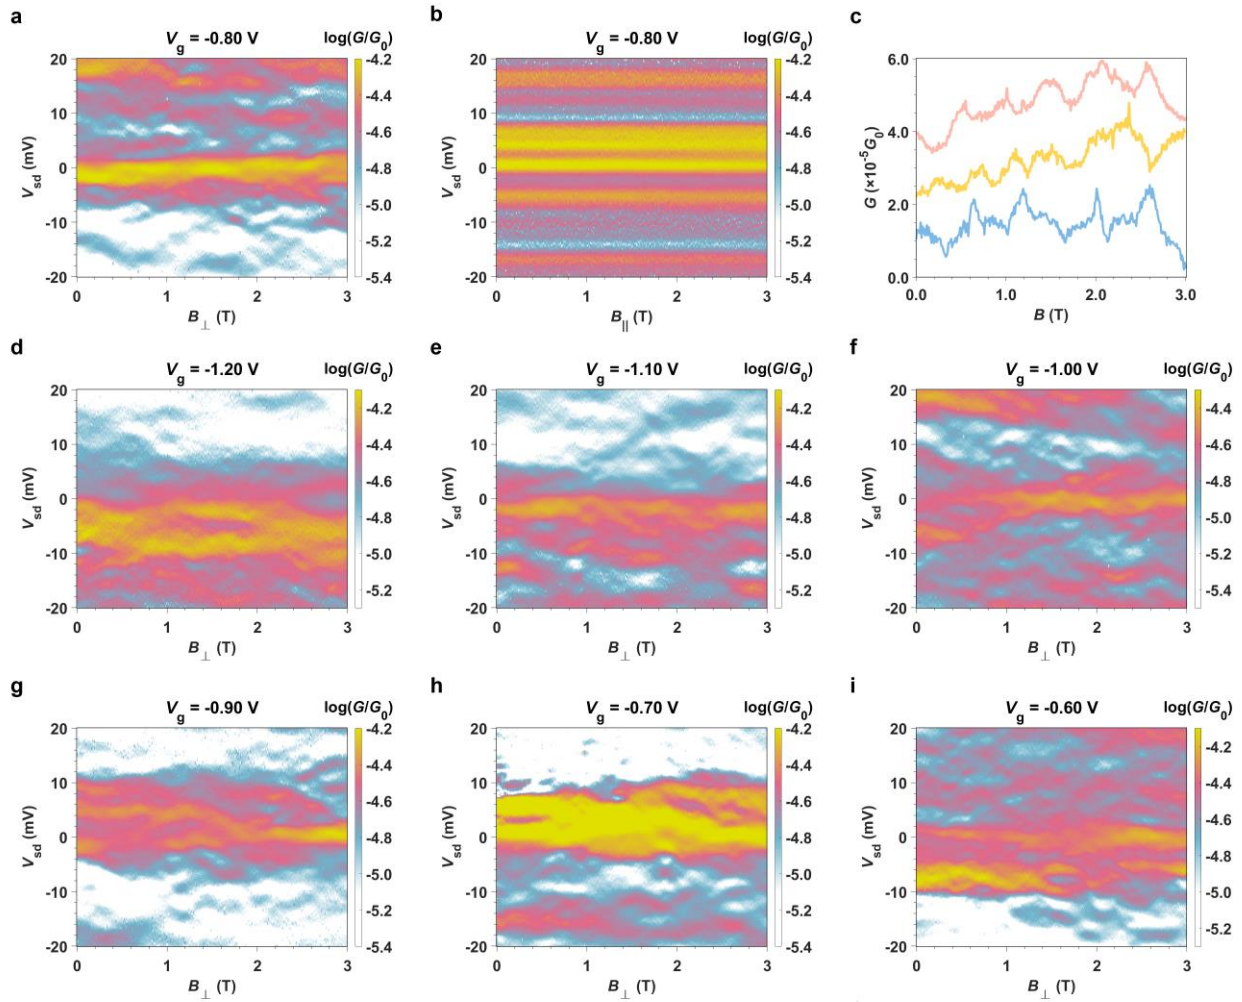 a
V_g = -0.80 V
log(G/G_0)
20
10
0
-10
-20
V_sd (mV)
0 1 2 3
B_⊥ (T)
-4.2
-4.4
-4.6
-4.8
-5.0
-5.2
-5.4
b
V_g = -0.80 V
log(G/G_0)
20
10
0
-10
-20
V_sd (mV)
0 1 2 3
B_|| (T)
-4.2
-4.4
-4.6
-4.8
-5.0
-5.2
-5.4
c
6.0
4.0
2.0
0.0
G (×10^-5 G_0)
0.0 1.0 2.0 3.0
B (T)
d
V_g = -1.20 V
log(G/G_0)
20
10
0
-10
-20
V_sd (mV)
0 1 2 3
B_⊥ (T)
-4.2
-4.4
-4.6
-4.8
-5.0
-5.2
e
V_g = -1.10 V
log(G/G_0)
20
10
0
-10
-20
V_sd (mV)
0 1 2 3
B_⊥ (T)
-4.2
-4.4
-4.6
-4.8
-5.0
-5.2
f
V_g = -1.00 V
log(G/G_0)
20
10
0
-10
-20
V_sd (mV)
0 1 2 3
B_⊥ (T)
-4.4
-4.6
-4.8
-5.0
-5.2
-5.4
g
V_g = -0.90 V
log(G/G_0)
20
10
0
-10
-20
V_sd (mV)
0 1 2 3
B_⊥ (T)
-4.2
-4.4
-4.6
-4.8
-5.0
-5.2
-5.4
h
V_g = -0.70 V
log(G/G_0)
20
10
0
-10
-20
V_sd (mV)
0 1 2 3
B_⊥ (T)
-4.2
-4.4
-4.6
-4.8
-5.0
-5.2
-5.4
i
V_g = -0.60 V
log(G/G_0)
20
10
0
-10
-20
V_sd (mV)
0 1 2 3
B_⊥ (T)
-4.2
-4.4
-4.6
-4.8
-5.0
-5.2